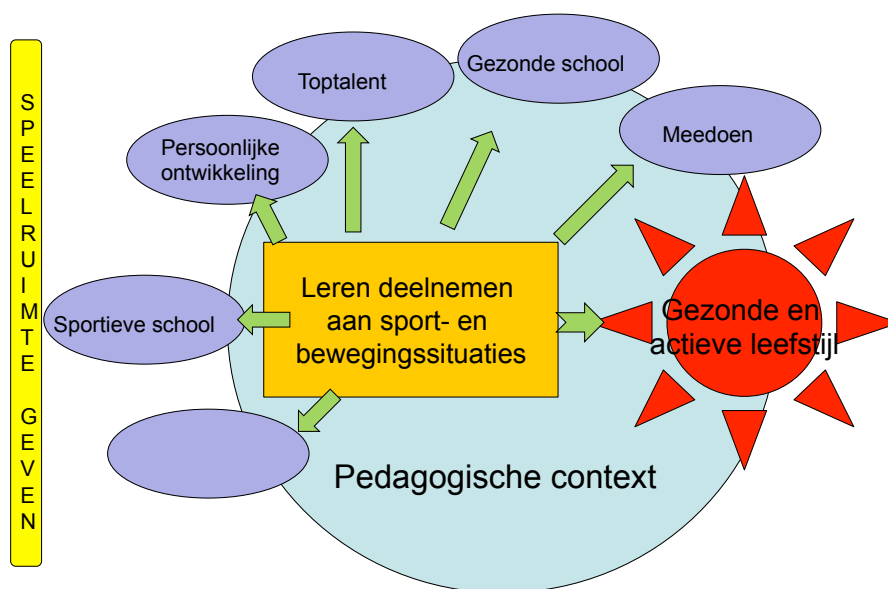 SPEELRUIMTE GEVEN
Toptalent
Gezonde school
Persoonlijke
ontwikkeling
Meedoen
Sportieve school
Leren deelnemen
aan sport- en
bewegingssituaties
Gezonde en
actieve leefstijl
Pedagogische context